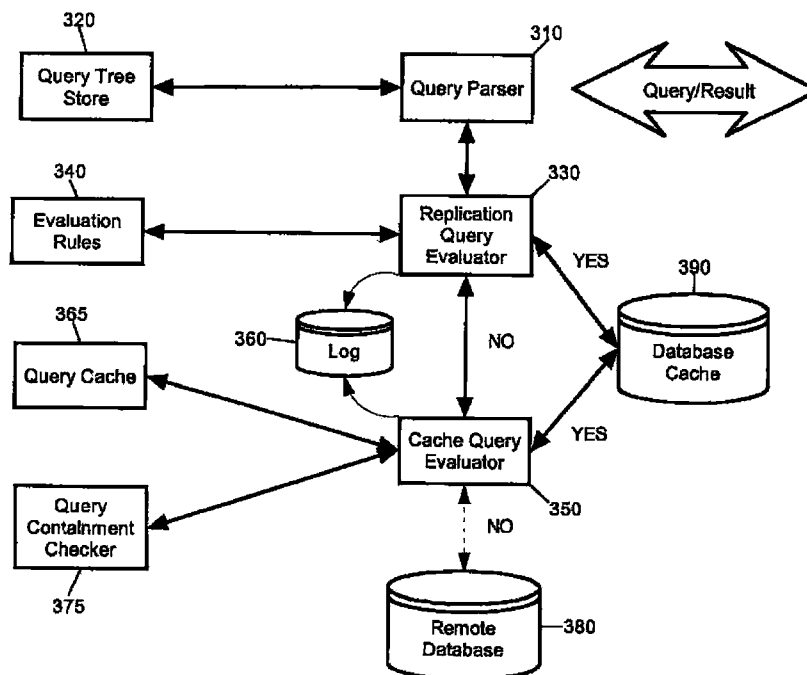 320
Query Tree
Store
310
Query Parser
Query/Result
340
Evaluation
Rules
330
Replication
Query
Evaluator
YES
390
Database
Cache
365
Query Cache
360
Log
NO
YES
Cache Query
Evaluator
350
Query
Containment
Checker
375
NO
Remote
Database
380